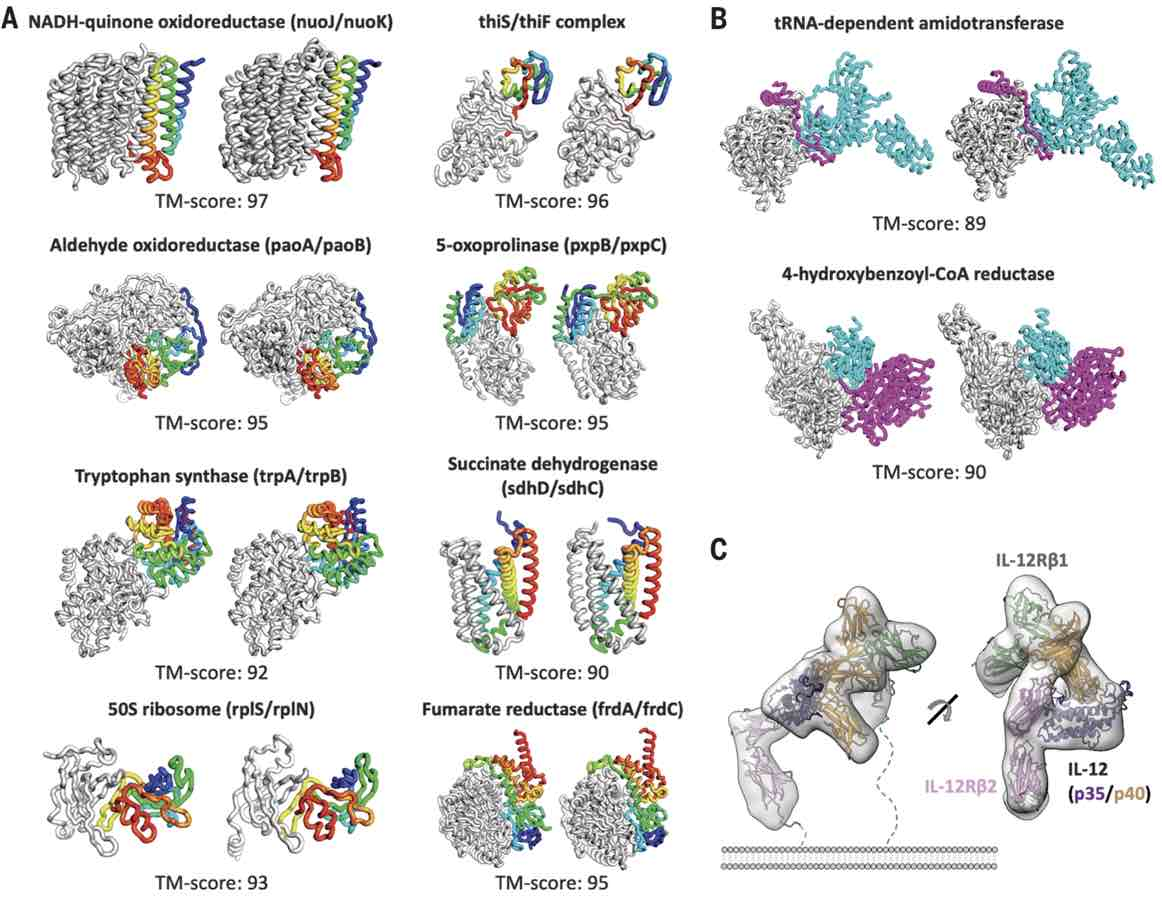 A
NADH-quinone oxidoreductase (nuoJ/nuoK)
TM-score: 97
thiS/thiF complex
TM-score: 96
Aldehyde oxidoreductase (paoA/paoB)
TM-score: 95
5-oxoprolinase (pxpB/pxpC)
TM-score: 95
Tryptophan synthase (trpA/trpB)
TM-score: 92
Succinate dehydrogenase
(sdhD/sdhC)
TM-score: 90
50S ribosome (rplS/rplN)
TM-score: 93
Fumarate reductase (frdA/frdC)
TM-score: 95
B
tRNA-dependent amidotransferase
TM-score: 89
4-hydroxybenzoyl-CoA reductase
TM-score: 90
C
IL-12Rβ1
IL-12Rβ2
IL-12
(p35/p40)